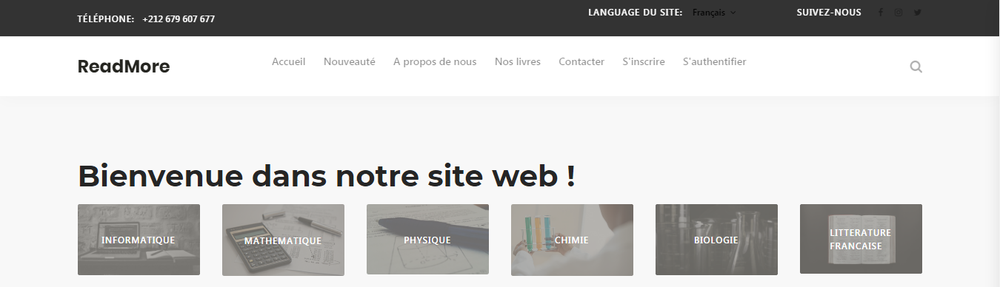 TÉLÉPHONE: +212 679 607 677
LANGUAGE DU SITE: Français
SUIVEZ-NOUS
ReadMore
Accueil Nouveauté A propos de nous Nos livres Contacter S'inscrire S'authentifier
Bienvenue dans notre site web !
INFORMATIQUE
MATHEMATIQUE
PHYSIQUE
CHIMIE
BIOLOGIE
LITTERATURE
FRANCAISE